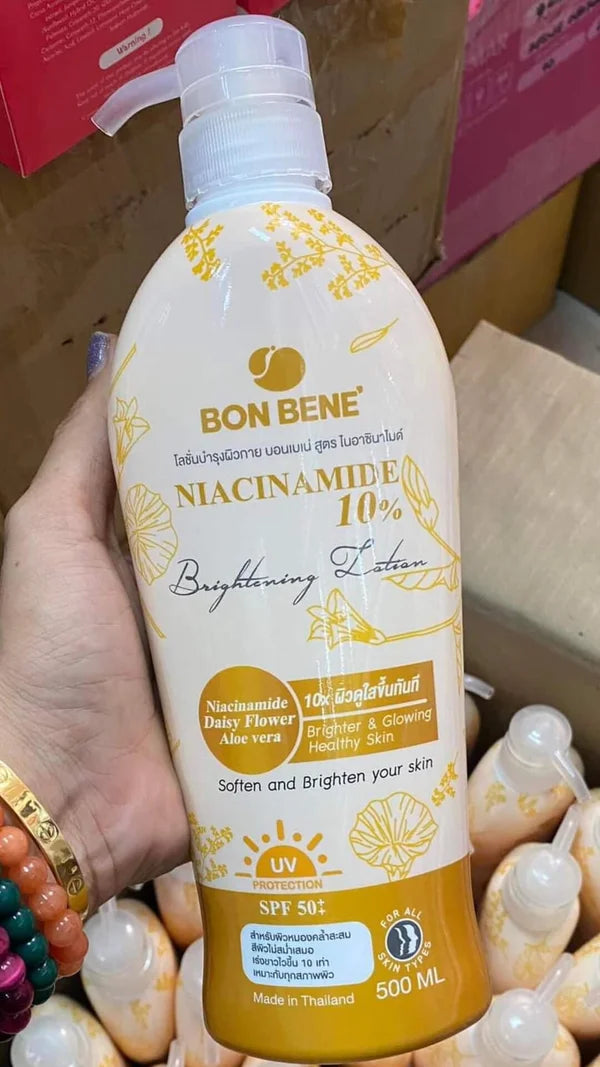 Warning !
BON BENE'
โลชั่นบำรุงผิวกาย บอนเบเน่ สูตร ไนอาซินาไมด์
NIACINAMIDE
10%
Brightening Lotion
Niacinamide
Daisy Flower
Aloe vera
10x ผิวดูใสขึ้นทันที
Brighter & Glowing
Healthy Skin
Soften and Brighten your skin
UV
PROTECTION
SPF 50‡
สำหรับผิวหมองคล้ำสะสม
สีผิวไม่สม่ำเสมอ
เร่งขาวไวขึ้น 10 เท่า
เหมาะกับทุกสภาพผิว
Made in Thailand
FOR ALL
SKIN TYPES
500 ML